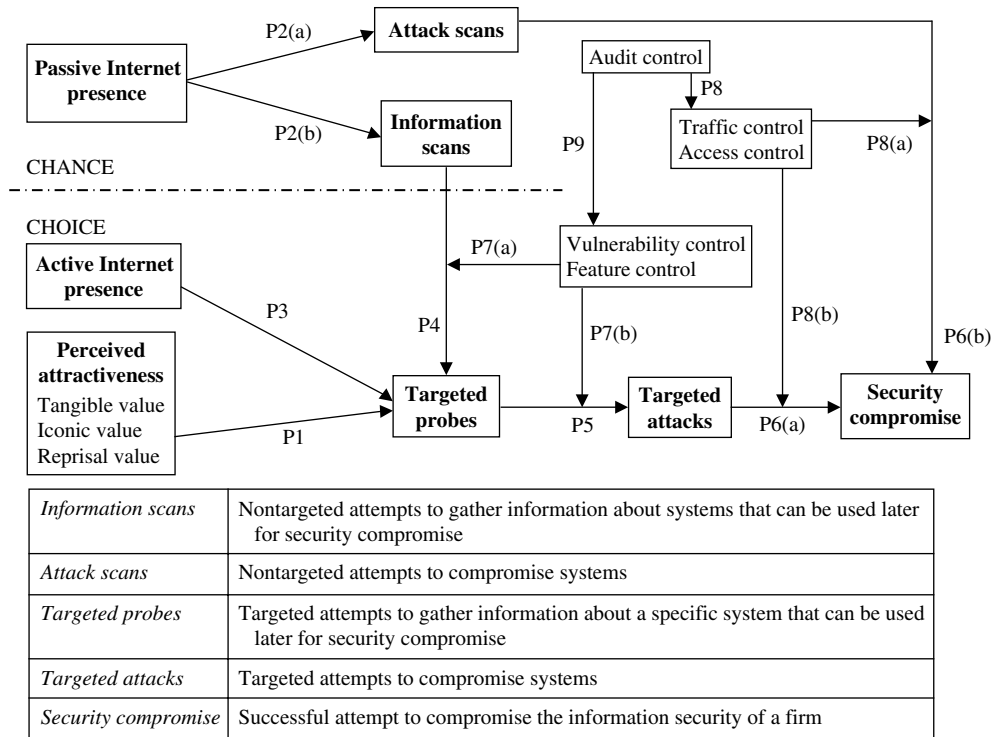 P2(a)
Attack scans
Passive Internet
presence
Audit control
P8
P2(b)
Information
scans
P9
Traffic control
Access control
P8(a)
CHANCE
CHOICE
Active Internet
presence
P7(a)
Vulnerability control
Feature control
P3
P4
P7(b)
P8(b)
P6(b)
Perceived
attractiveness
Tangible value
Iconic value
Reprisal value
P1
Targeted
probes
P5
Targeted
attacks
P6(a)
Security
compromise
Information scans
Nontargeted attempts to gather information about systems that can be used later
for security compromise
Attack scans
Nontargeted attempts to compromise systems
Targeted probes
Targeted attempts to gather information about a specific system that can be used
later for security compromise
Targeted attacks
Targeted attempts to compromise systems
Security compromise
Successful attempt to compromise the information security of a firm